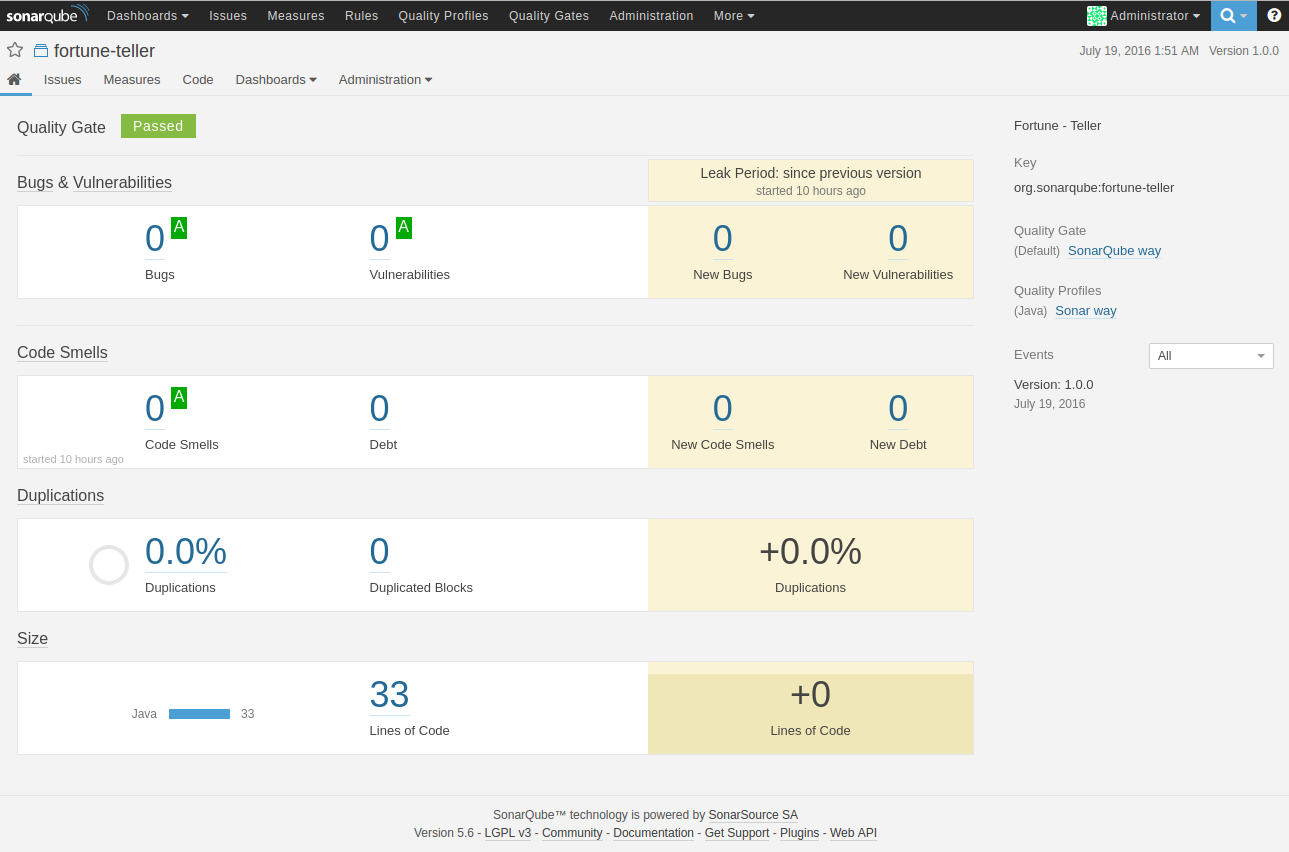 sonarqube Dashboards Issues Measures Rules Quality Profiles Quality Gates Administration More Administrator ?
fortune-teller July 19, 2016 1:51 AM Version 1.0.0
Issues Measures Code Dashboards Administration
Quality Gate Passed
Bugs & Vulnerabilities
Leak Period: since previous version
started 10 hours ago
0 A 0 A 0 0
Bugs Vulnerabilities New Bugs New Vulnerabilities
Code Smells
0 A 0 0 0
Code Smells Debt New Code Smells New Debt
started 10 hours ago
Duplications
0.0% 0 +0.0%
Duplications Duplicated Blocks Duplications
Size
Java 33
33 +0
Lines of Code Lines of Code
Fortune - Teller
Key
org.sonarqube:fortune-teller
Quality Gate
(Default) SonarQube way
Quality Profiles
(Java) Sonar way
Events All
Version: 1.0.0
July 19, 2016
SonarQube™ technology is powered by SonarSource SA
Version 5.6 - LGPL v3 - Community - Documentation - Get Support - Plugins - Web API